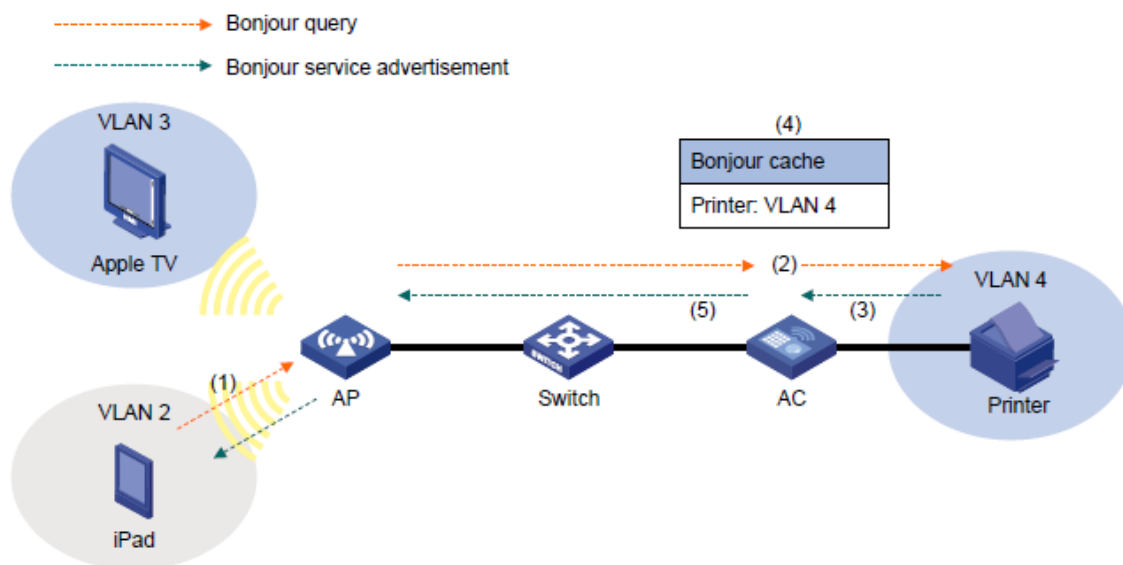 Bonjour query
Bonjour service advertisement
VLAN 3
Apple TV
(4)
Bonjour cache
Printer: VLAN 4
(2)
VLAN 4
(5)
(3)
(1)
AP
Switch
SWITCH
AC
Printer
VLAN 2
iPad